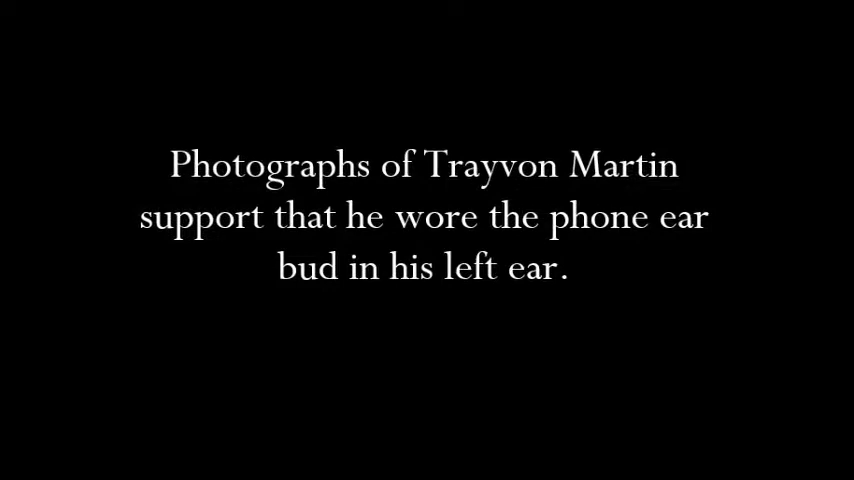 Photographs of Trayvon Martin
support that he wore the phone ear
bud in his left ear.